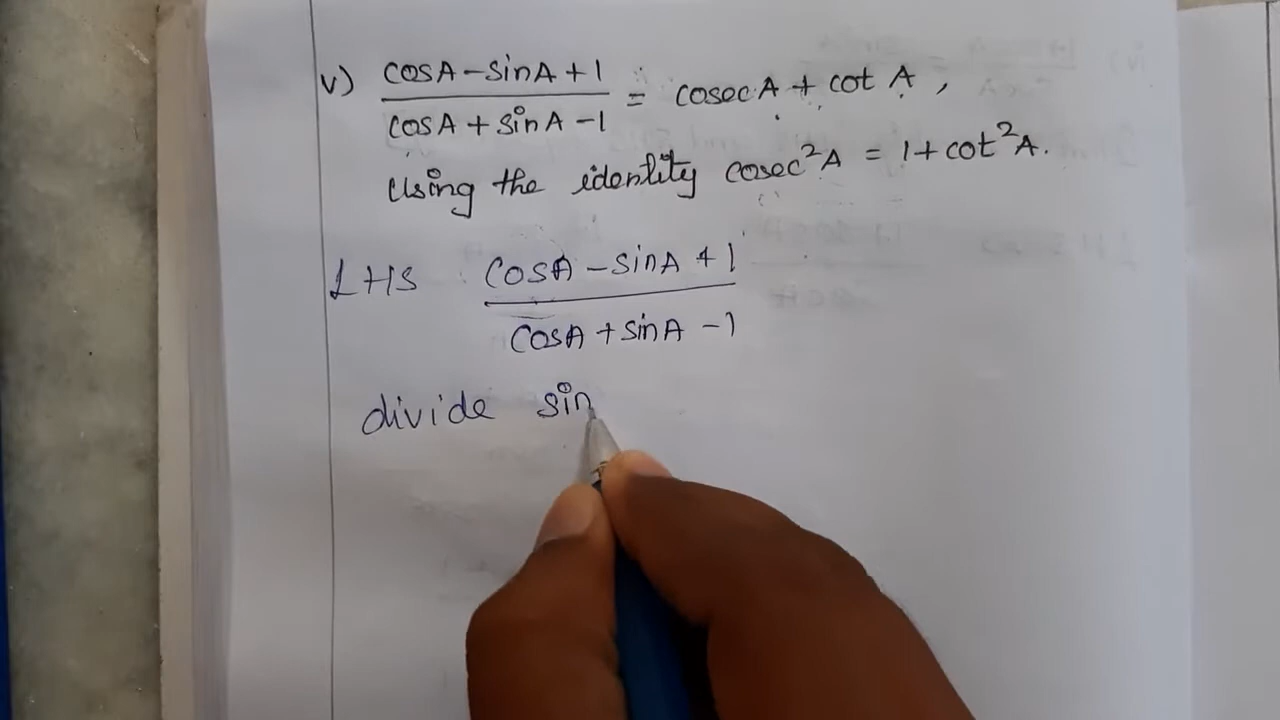 v) cosA-sinA+1 / cosA+sinA-1 = cosecA + cot A,
Using the identity cosec²A = 1+cot²A.
LHS : cosA-sinA+1 / cosA+sinA-1
divide sin